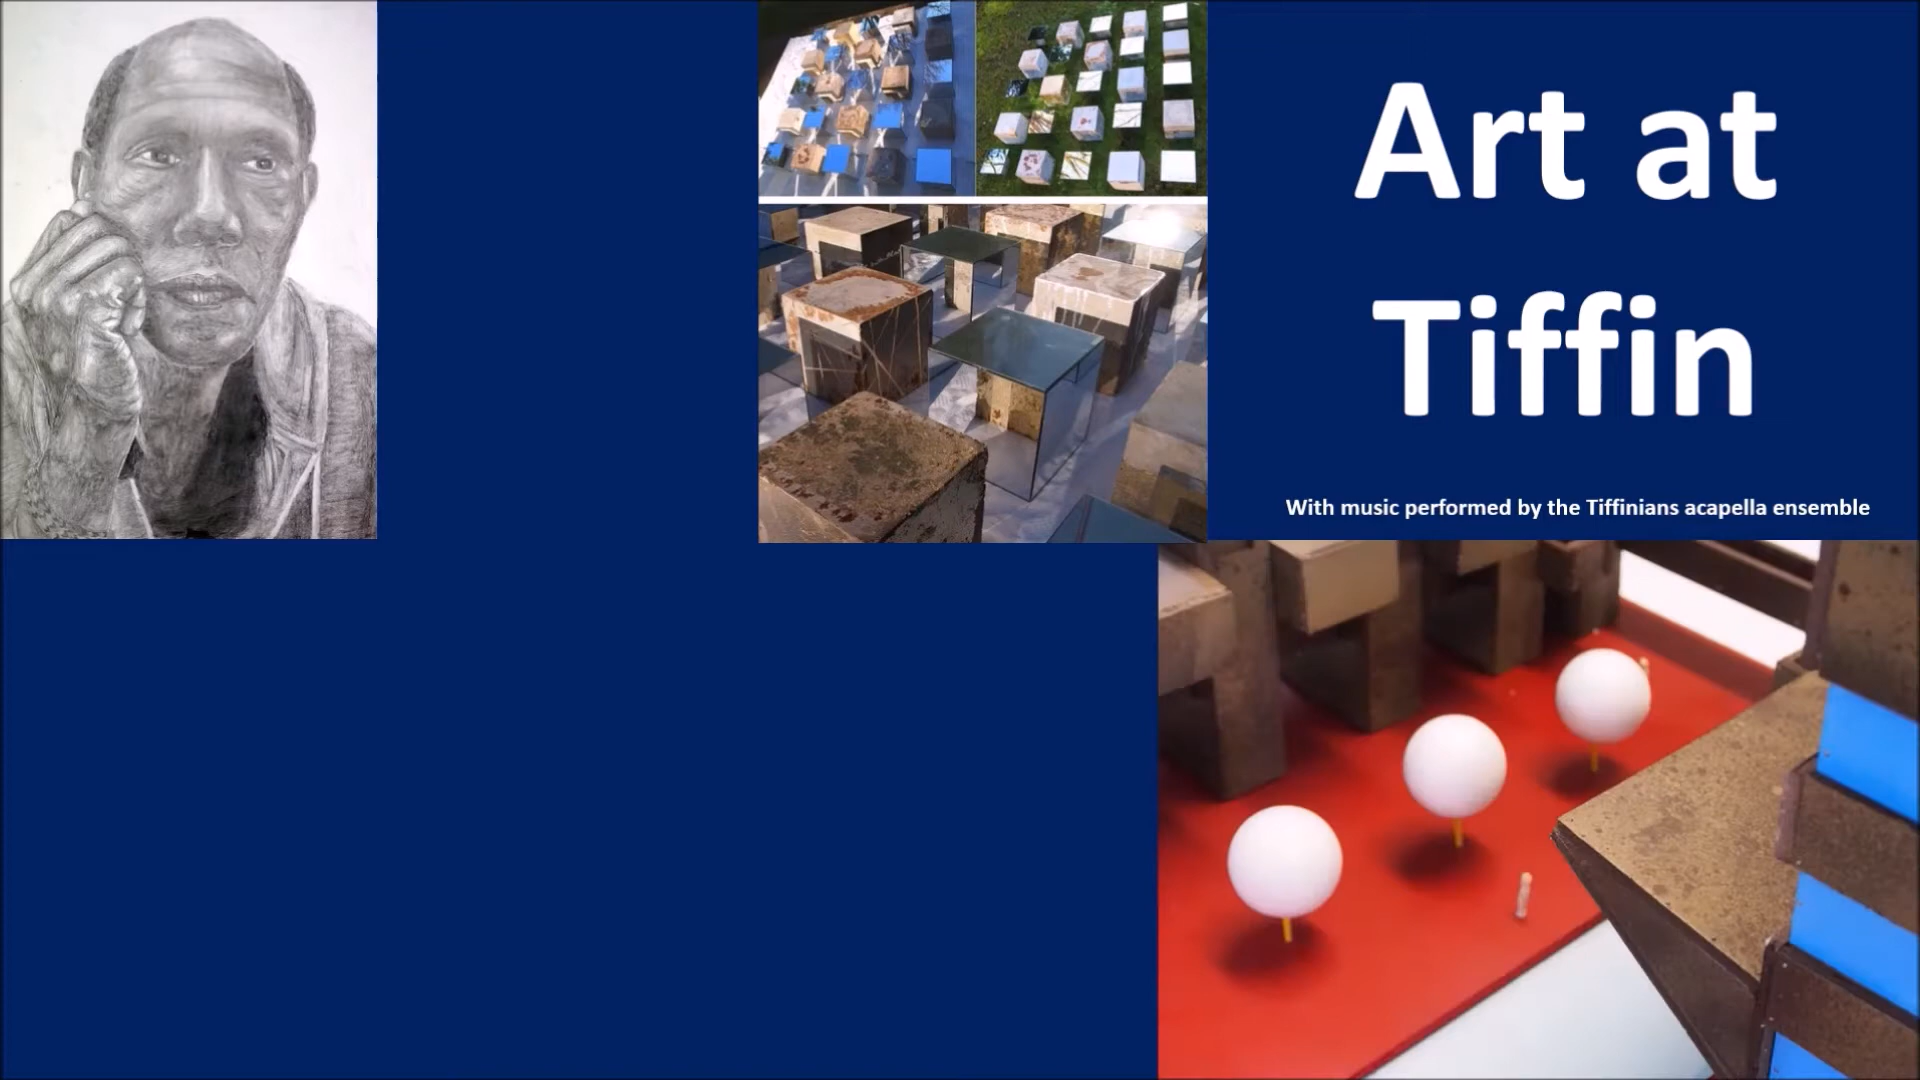 Art at
Tiffin
With music performed by the Tiffinians acapella ensemble